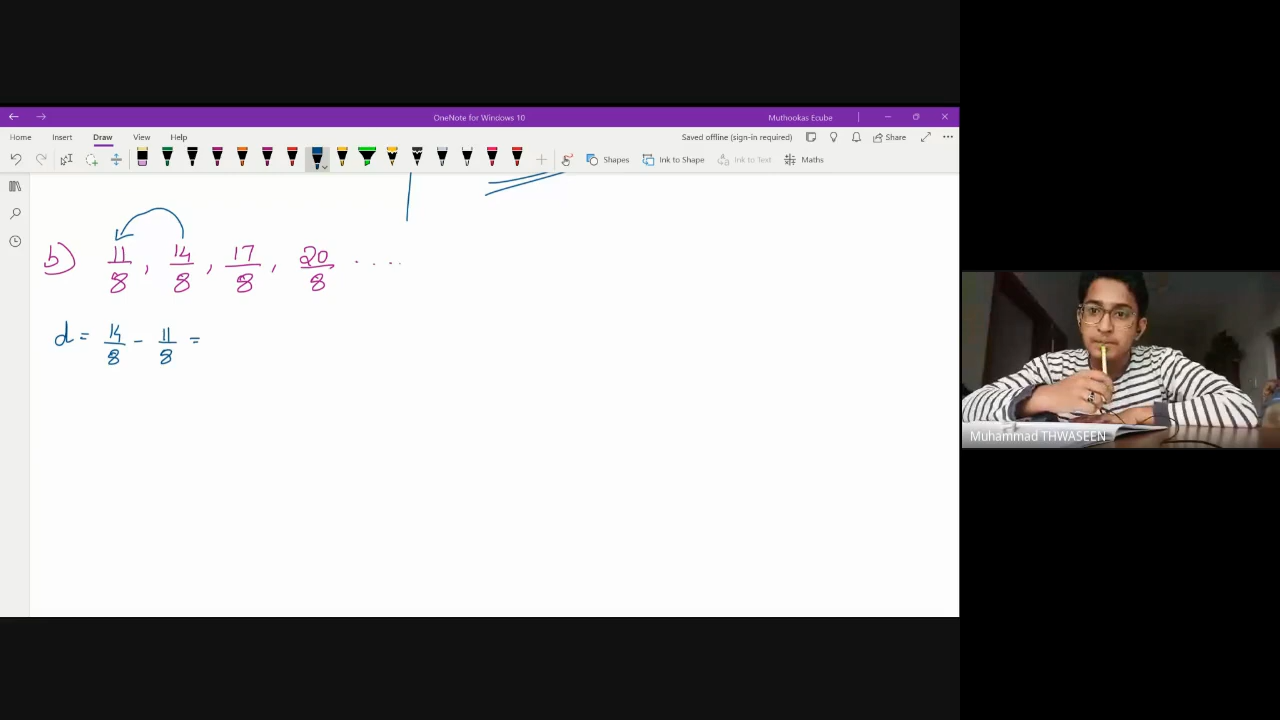 OneNote for Windows 10
Muthookas Ecube
Home Insert Draw View Help
Saved offline (sign-in required)
Share
Shapes
Ink to Shape
Ink to Text
Maths
b) 11/8, 14/8, 17/8, 20/8 ....
d = 14/8 - 11/8 =
Muhammad THWASEEN